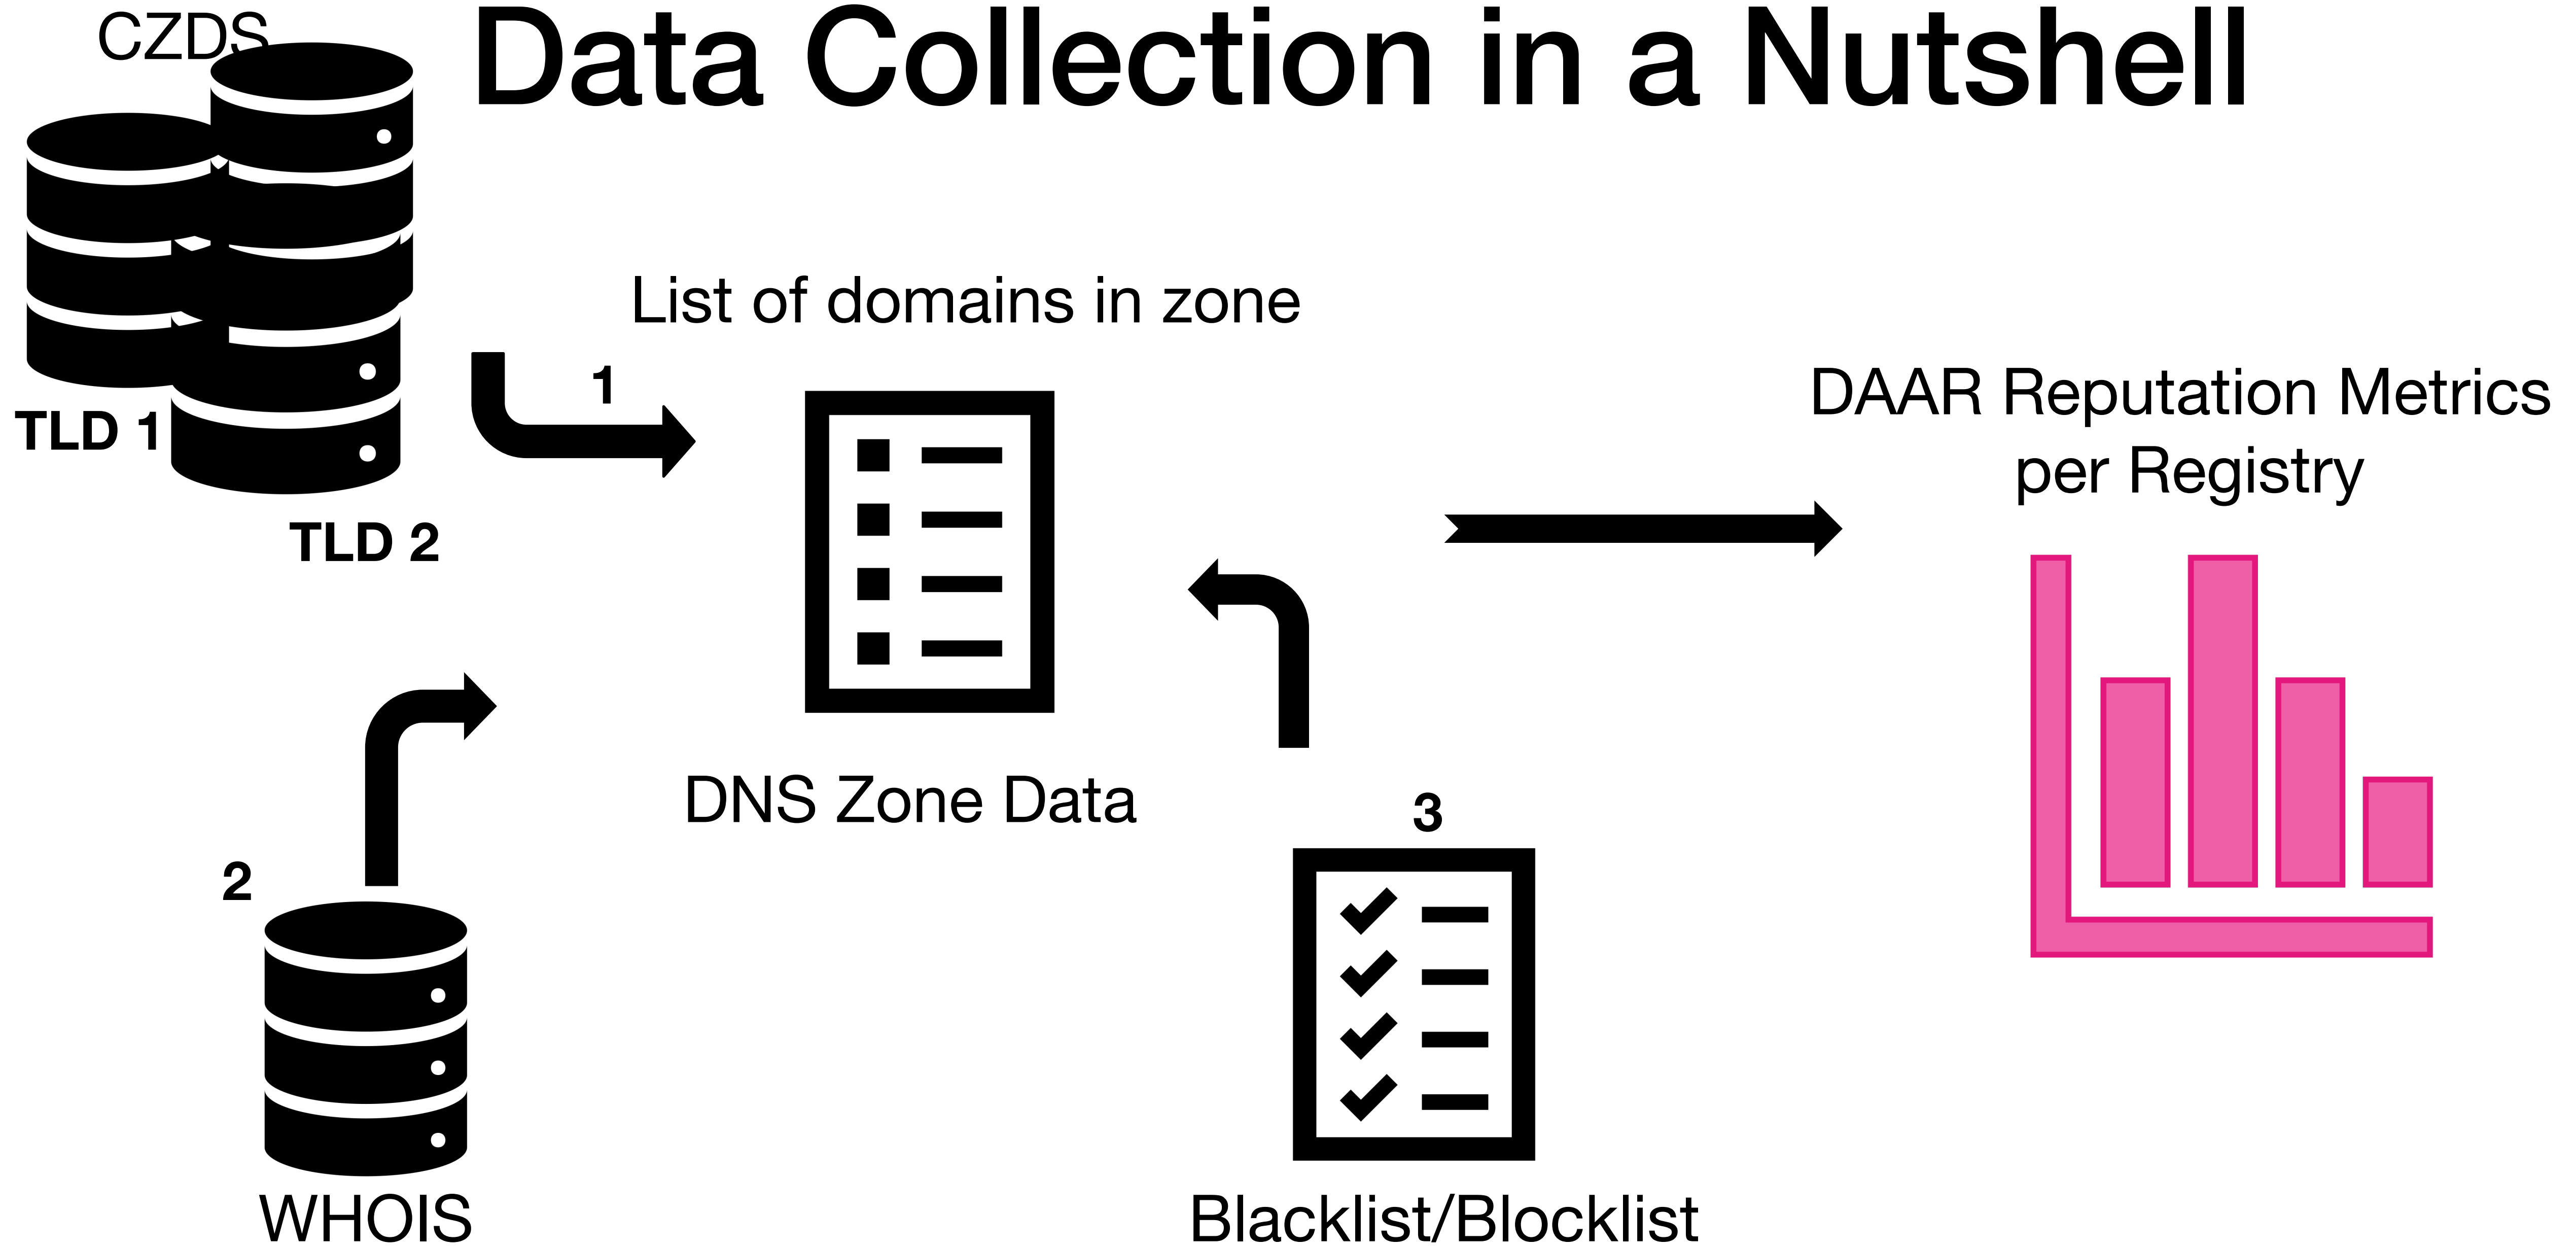 CZDS
Data Collection in a Nutshell
List of domains in zone
1
TLD 1
TLD 2
DAAR Reputation Metrics
per Registry
DNS Zone Data
2
3
WHOIS
Blacklist/Blocklist